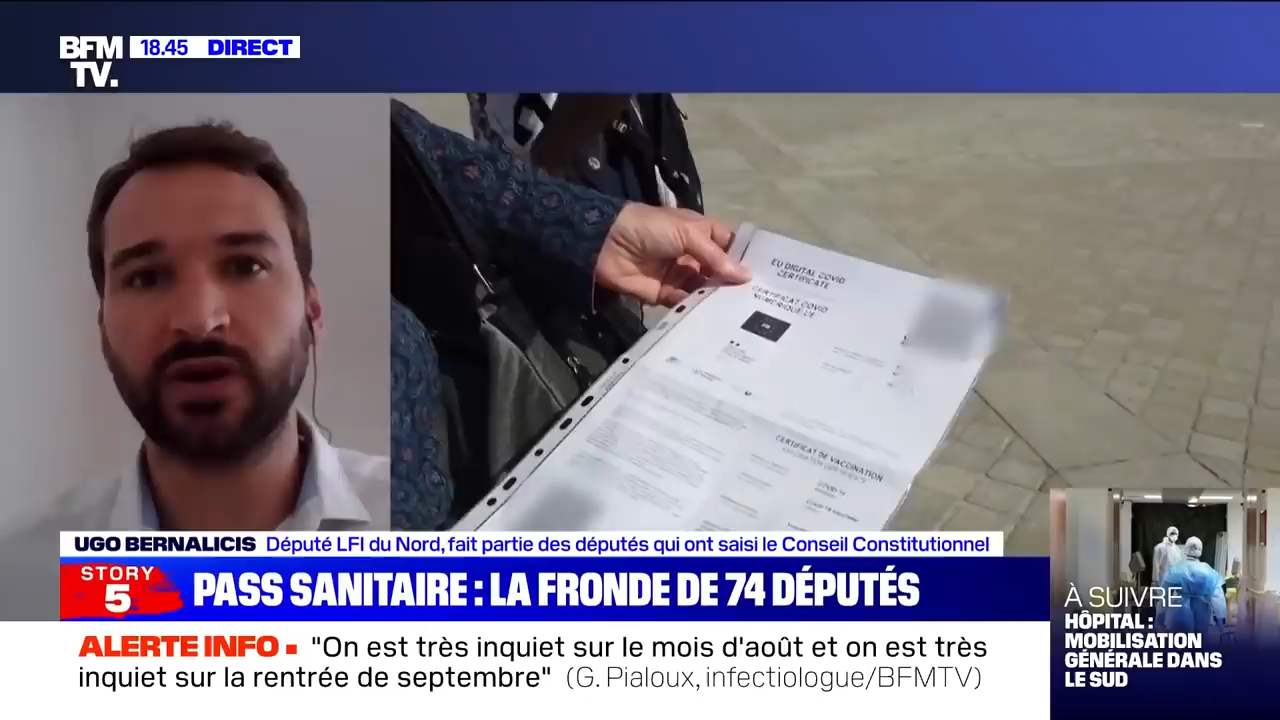 BFM
TV.
18.45 DIRECT
EU DIGITAL COVID
CERTIFICATE
CERTIFICAT COVID
NUMÉRIQUE UE
CERTIFICAT DE VACCINATION
COVID-19
UGO BERNALICIS Député LFI du Nord, fait partie des députés qui ont saisi le Conseil Constitutionnel
STORY
5
PASS SANITAIRE : LA FRONDE DE 74 DÉPUTÉS
ALERTE INFO ▪ "On est très inquiet sur le mois d'août et on est très
inquiet sur la rentrée de septembre" (G. Pialoux, infectiologue/BFMTV)
À SUIVRE
HÔPITAL :
MOBILISATION
GÉNÉRALE DANS
LE SUD